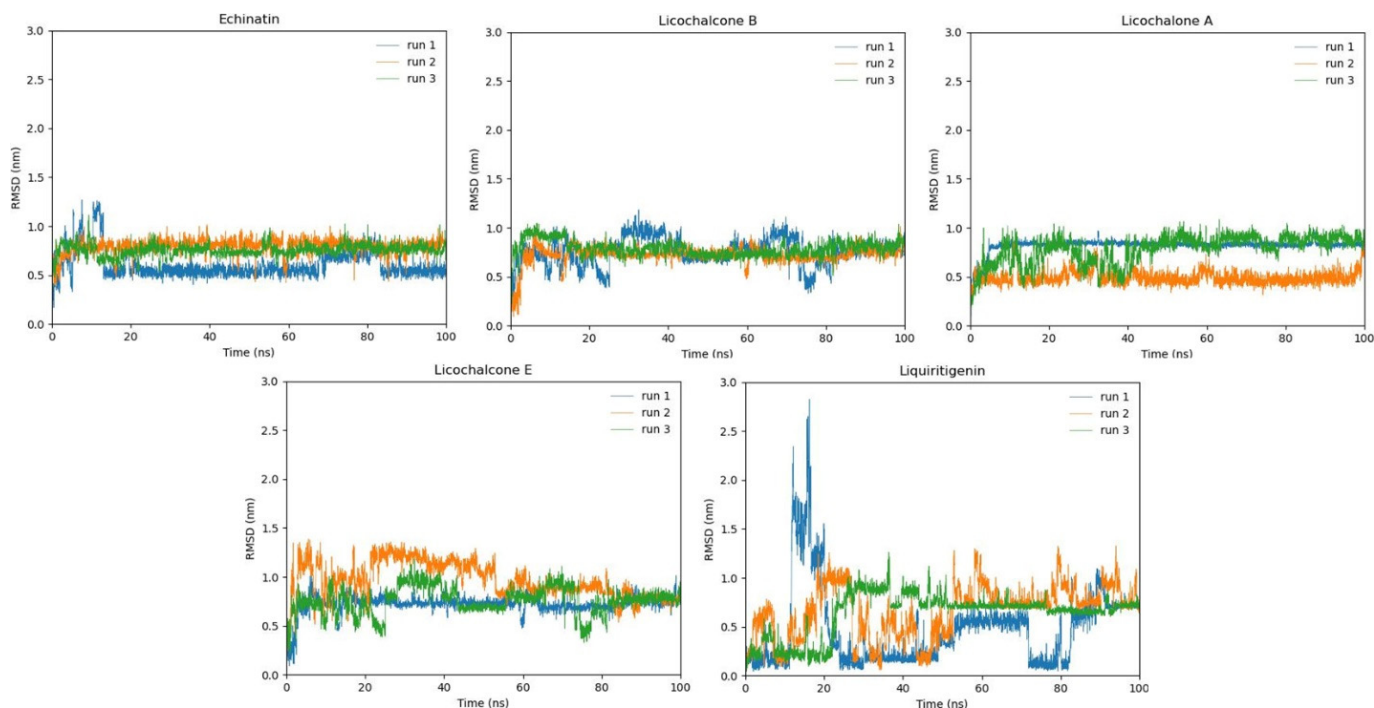 Echinatin
3.0
2.5
2.0
1.5
1.0
0.5
0.0
RMSD (nm)
0 20 40 60 80 100
Time (ns)
run 1
run 2
run 3
Licochalcone B
3.0
2.5
2.0
1.5
1.0
0.5
0.0
RMSD (nm)
0 20 40 60 80 100
Time (ns)
run 1
run 2
run 3
Licochalone A
3.0
2.5
2.0
1.5
1.0
0.5
0.0
RMSD (nm)
0 20 40 60 80 100
Time (ns)
run 1
run 2
run 3
Licochalcone E
3.0
2.5
2.0
1.5
1.0
0.5
0.0
RMSD (nm)
0 20 40 60 80 100
Time (ns)
run 1
run 2
run 3
Liquiritigenin
3.0
2.5
2.0
1.5
1.0
0.5
0.0
RMSD (nm)
0 20 40 60 80 100
Time (ns)
run 1
run 2
run 3